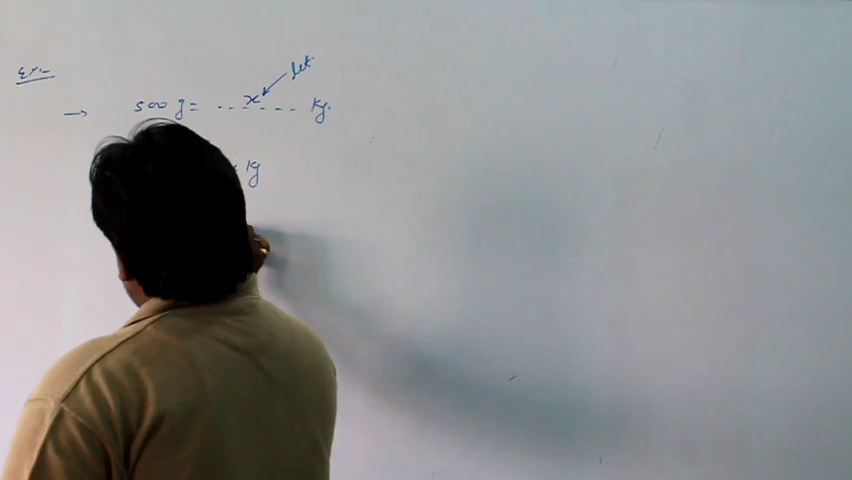 Ex:-
let
→ 500 g = ... x ... kg.
kg